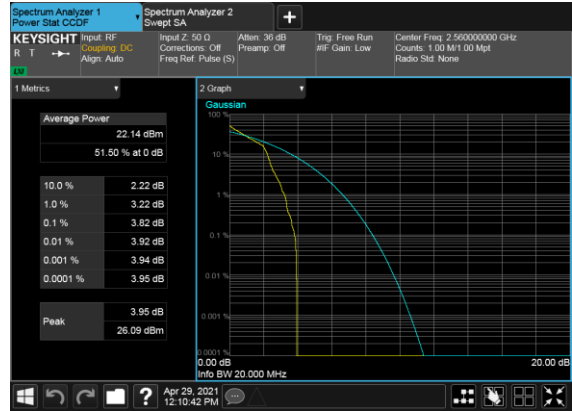 Spectrum Analyzer 1
Power Stat CCDF
Spectrum Analyzer 2
Swept SA
KEYSIGHT
R T
LXI
Input: RF
Coupling: DC
Align: Auto
Input Z: 50 Ω
Corrections: Off
Freq Ref: Pulse (S)
Atten: 36 dB
Preamp: Off
Trig: Free Run
#IF Gain: Low
Center Freq: 2.560000000 GHz
Counts: 1.00 M/1.00 Mpt
Radio Std: None
1 Metrics
Average Power
22.14 dBm
51.50 % at 0 dB
10.0 % 2.22 dB
1.0 % 3.22 dB
0.1 % 3.82 dB
0.01 % 3.92 dB
0.001 % 3.94 dB
0.0001 % 3.95 dB
Peak 3.95 dB
26.09 dBm
2 Graph
Gaussian
100 %
10 %
1 %
0.1 %
0.01 %
0.001 %
0.0001 %
0.00 dB 20.00 dB
Info BW 20.000 MHz
?
Apr 29, 2021
12:10:42 PM